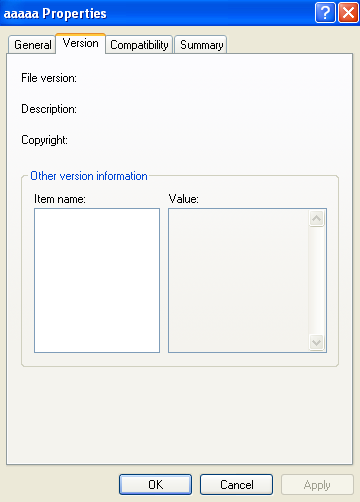 aaaaa Properties
General Version Compatibility Summary
File version:
Description:
Copyright:
Other version information
Item name: Value:
OK Cancel Apply